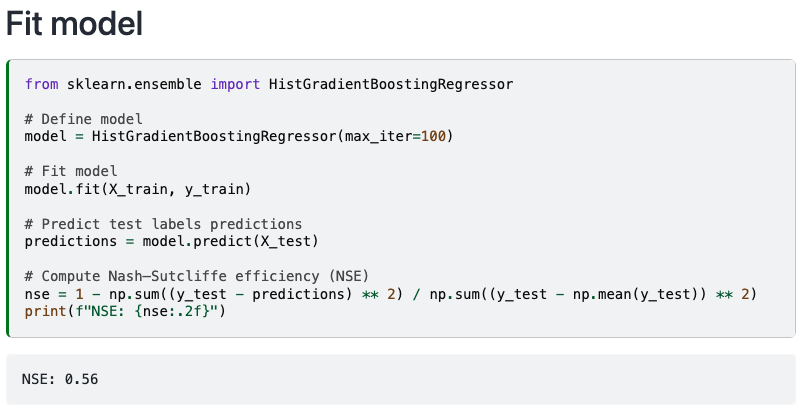 Fit model
from sklearn.ensemble import HistGradientBoostingRegressor
# Define model
model = HistGradientBoostingRegressor(max_iter=100)
# Fit model
model.fit(X_train, y_train)
# Predict test labels predictions
predictions = model.predict(X_test)
# Compute Nash–Sutcliffe efficiency (NSE)
nse = 1 - np.sum((y_test - predictions) ** 2) / np.sum((y_test - np.mean(y_test)) ** 2)
print(f"NSE: {nse:.2f}")
NSE: 0.56